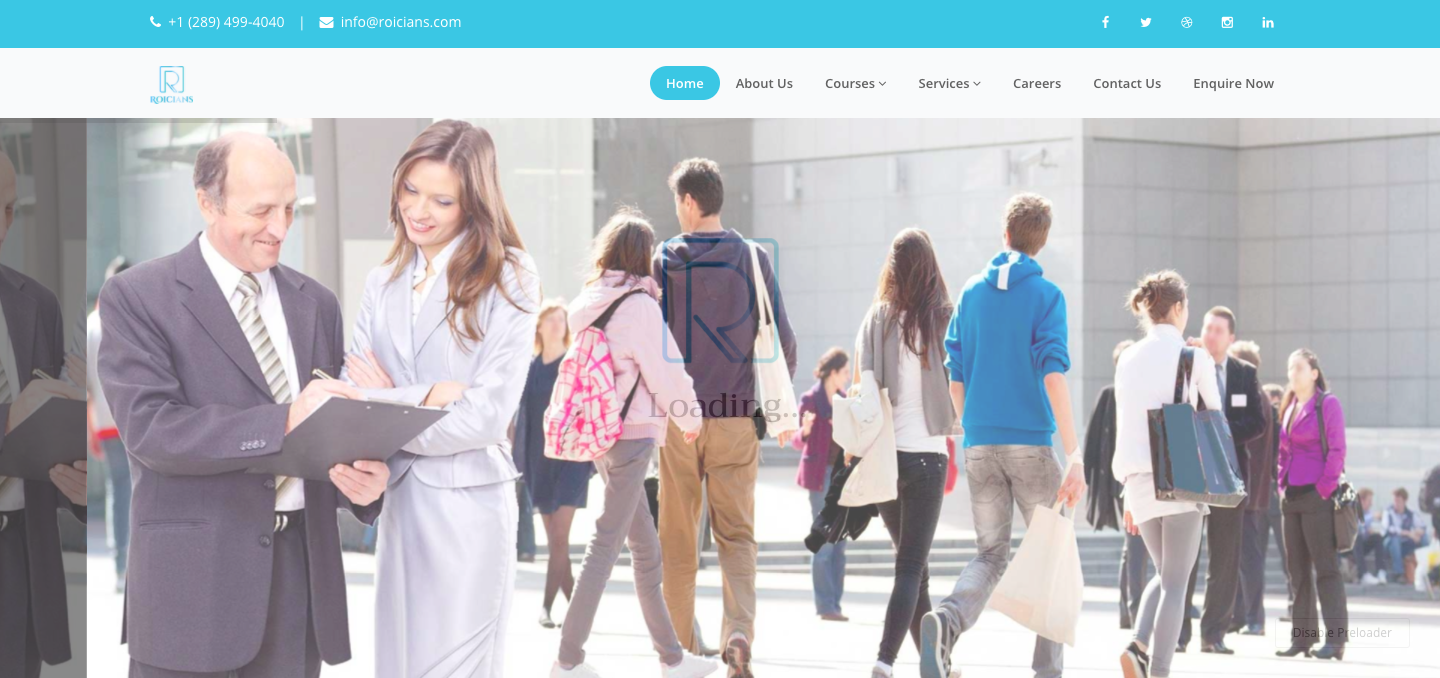 +1 (289) 499-4040 | info@roicians.com
ROICIANS
Home About Us Courses Services Careers Contact Us Enquire Now
Loading...
Disable Preloader